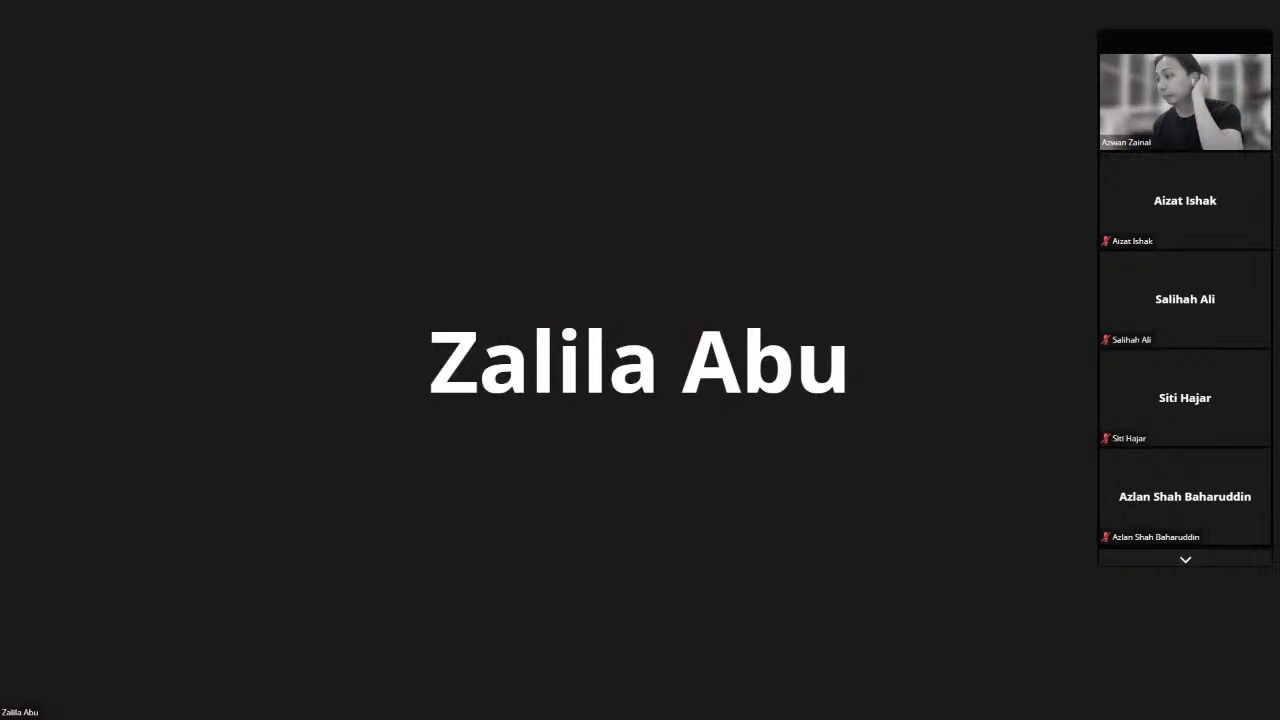 Zalila Abu
Zalila Abu
Azwan Zainal
Aizat Ishak
Aizat Ishak
Salihah Ali
Salihah Ali
Siti Hajar
Siti Hajar
Azlan Shah Baharuddin
Azlan Shah Baharuddin